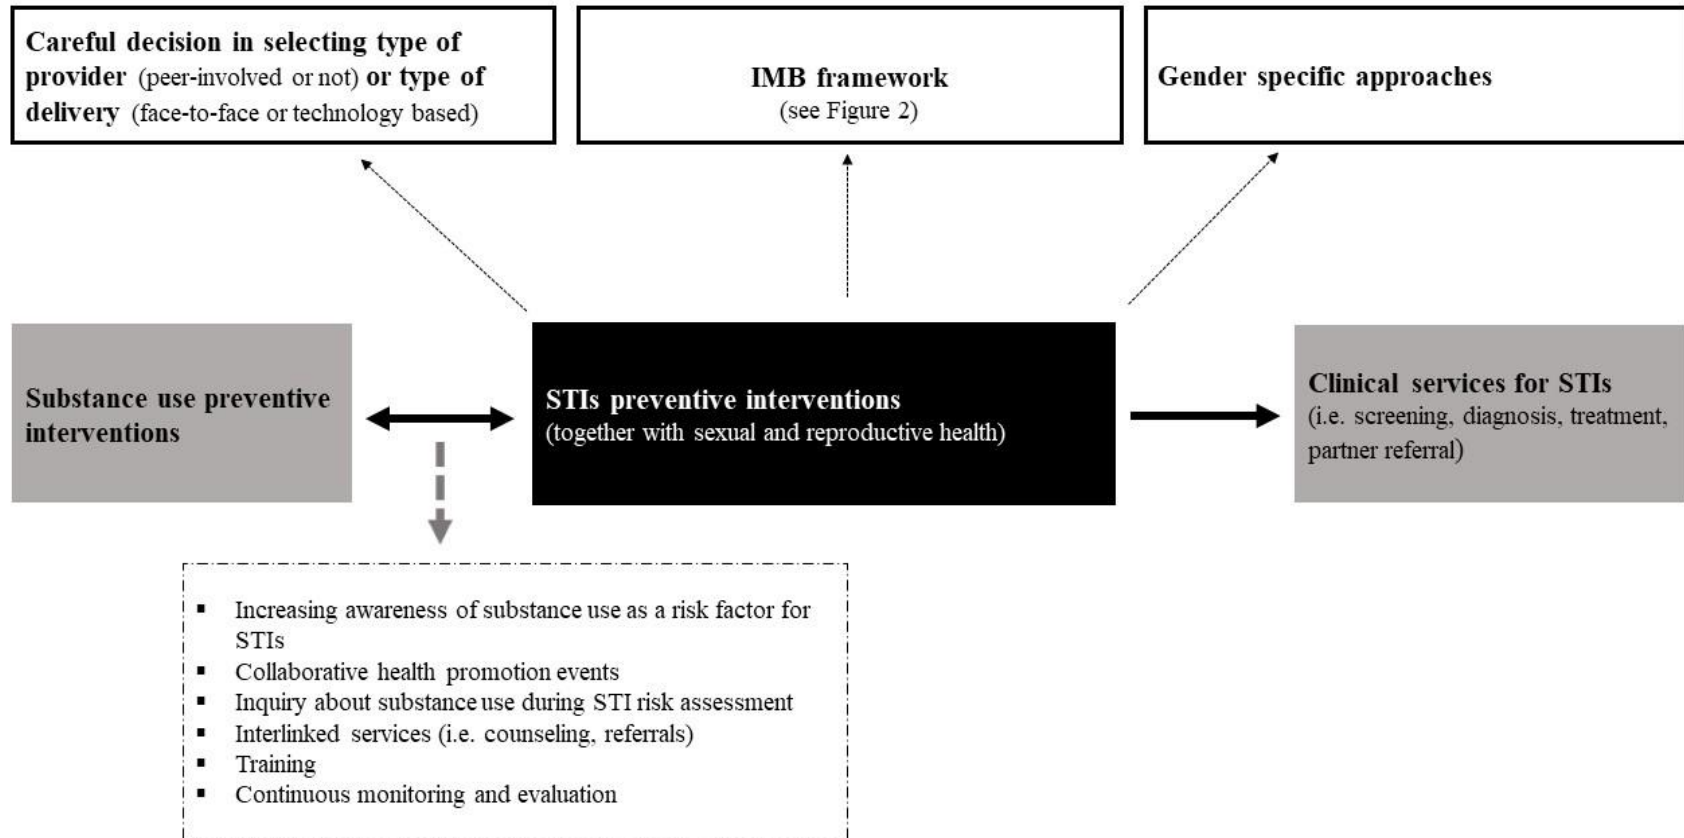 Careful decision in selecting type of
provider (peer-involved or not) or type of
delivery (face-to-face or technology based)
IMB framework
(see Figure 2)
Gender specific approaches
Substance use preventive
interventions
STIs preventive interventions
(together with sexual and reproductive health)
Clinical services for STIs
(i.e. screening, diagnosis, treatment,
partner referral)
▪ Increasing awareness of substance use as a risk factor for
STIs
▪ Collaborative health promotion events
▪ Inquiry about substance use during STI risk assessment
▪ Interlinked services (i.e. counseling, referrals)
▪ Training
▪ Continuous monitoring and evaluation